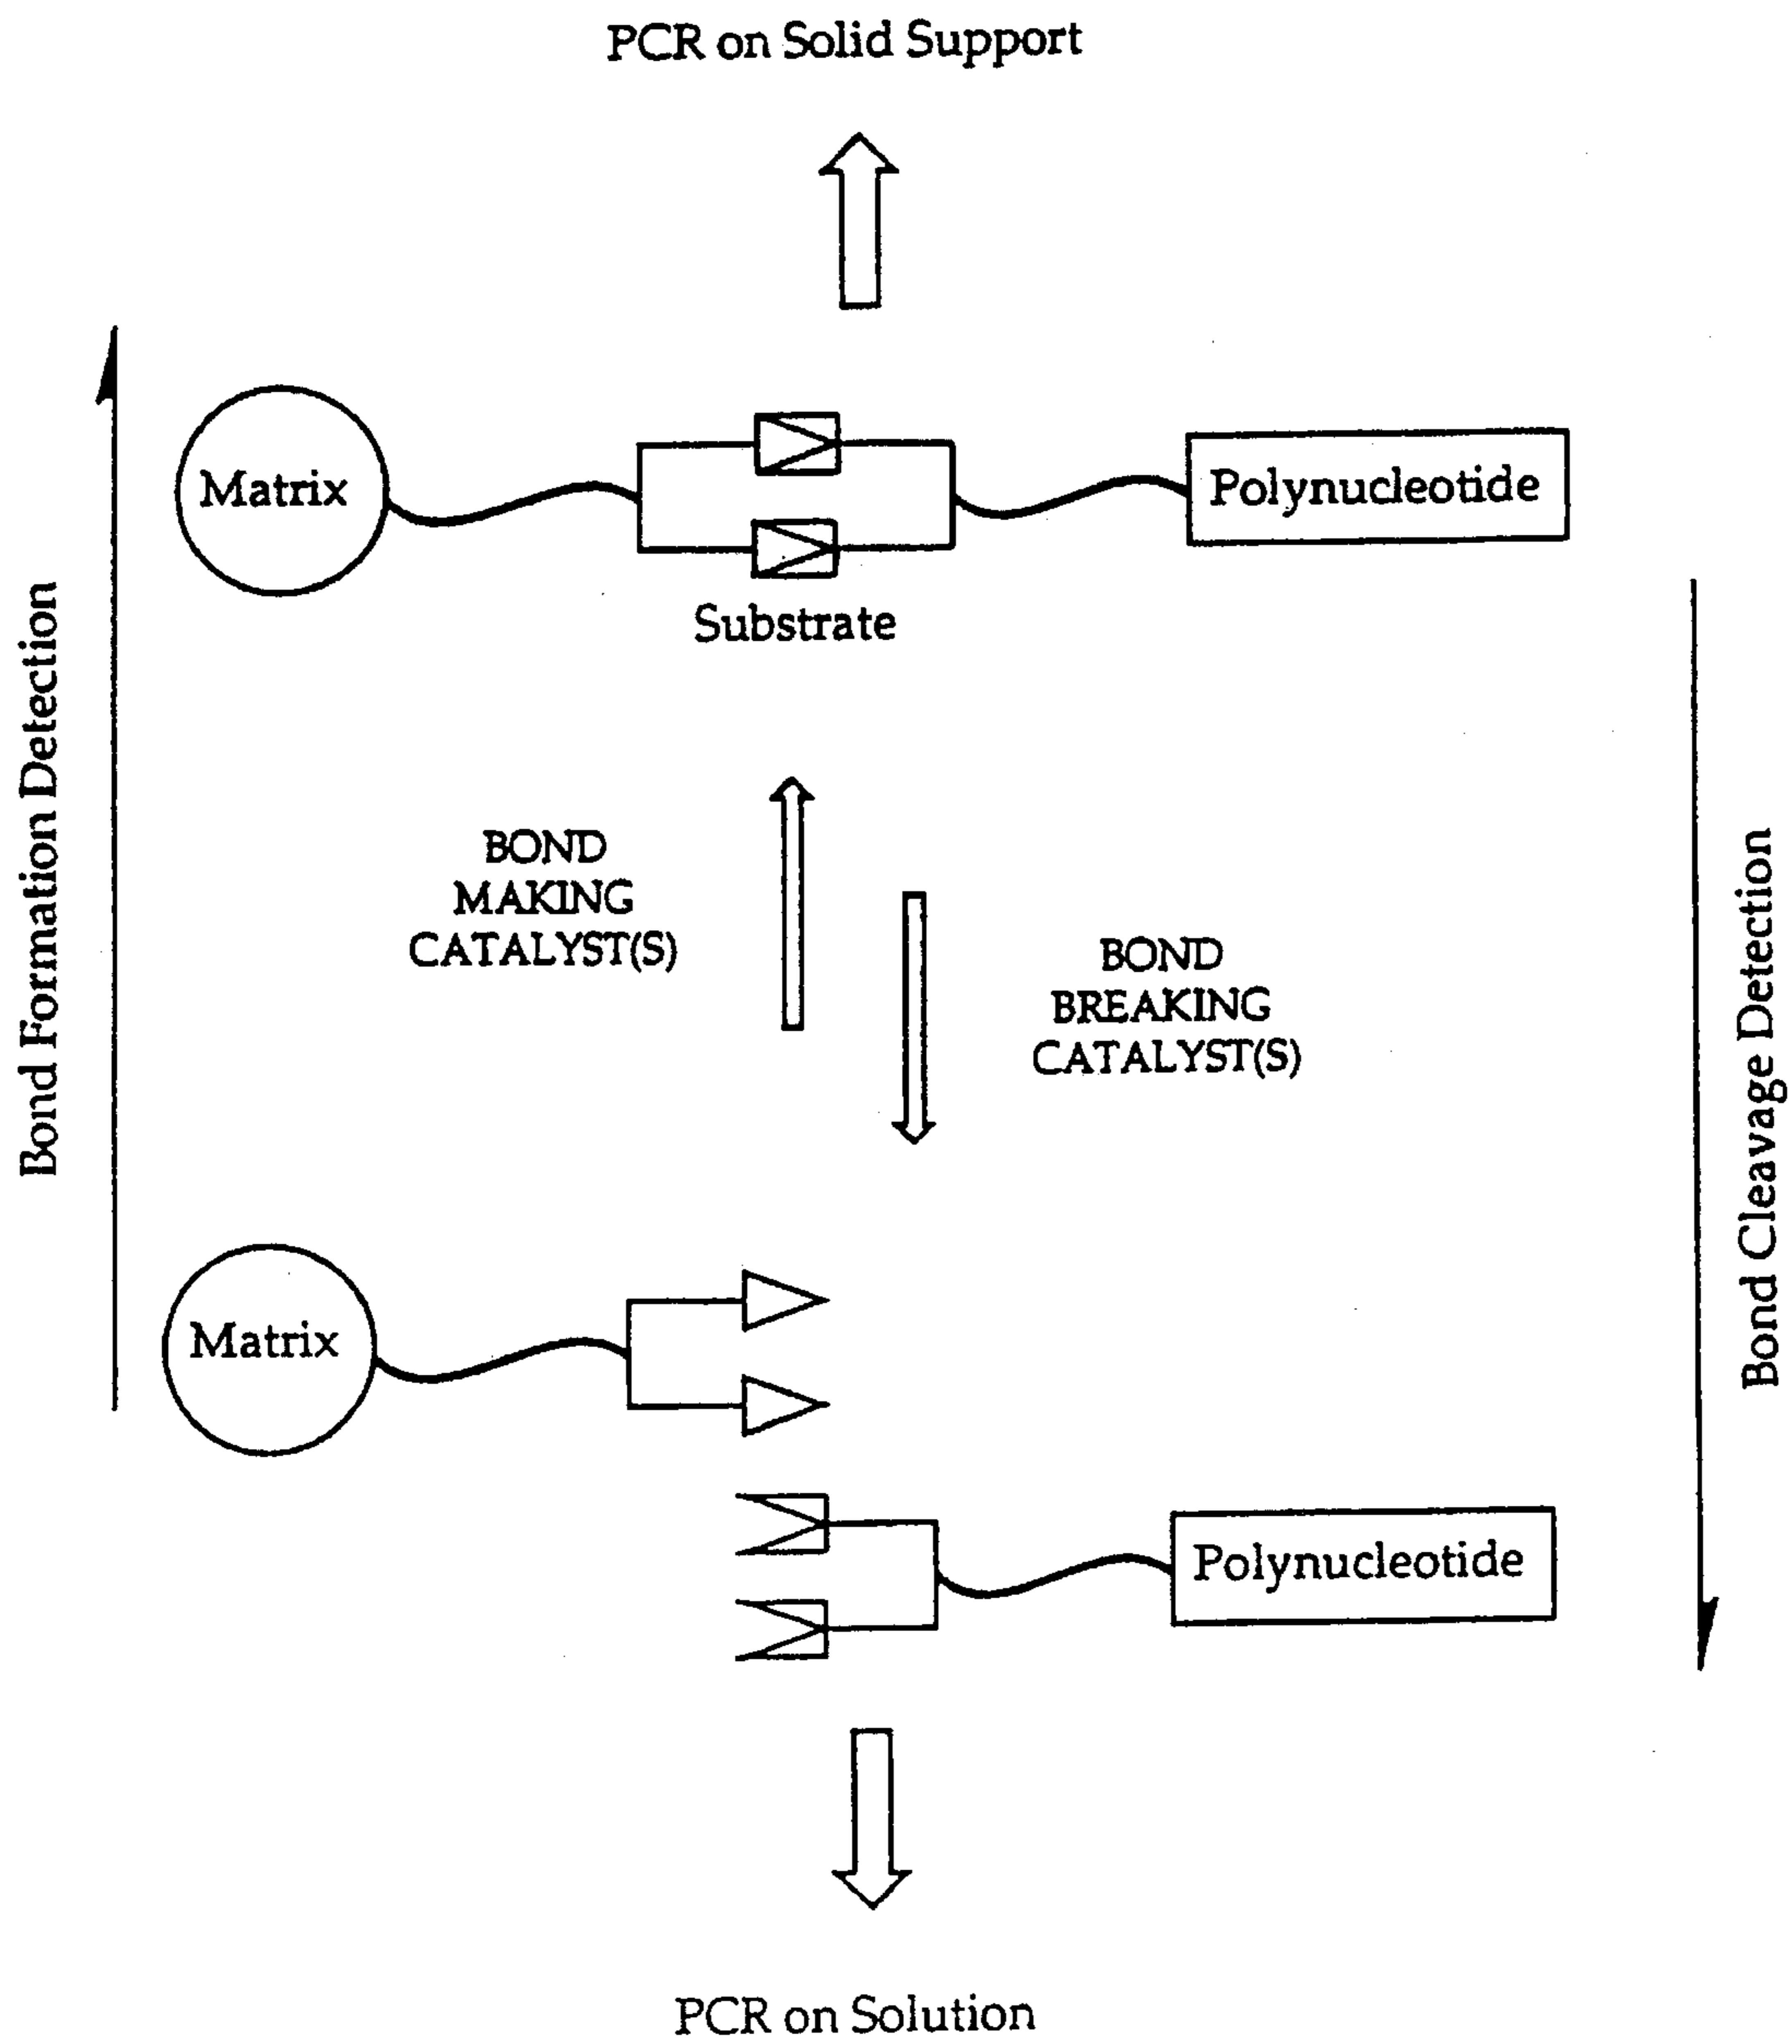 PCR on Solid Support
Matrix
Polynucleotide
Substrate
Bond Formation Detection
BOND
MAKING
CATALYST(S)
BOND
BREAKING
CATALYST(S)
Bond Cleavage Detection
Matrix
Polynucleotide
PCR on Solution